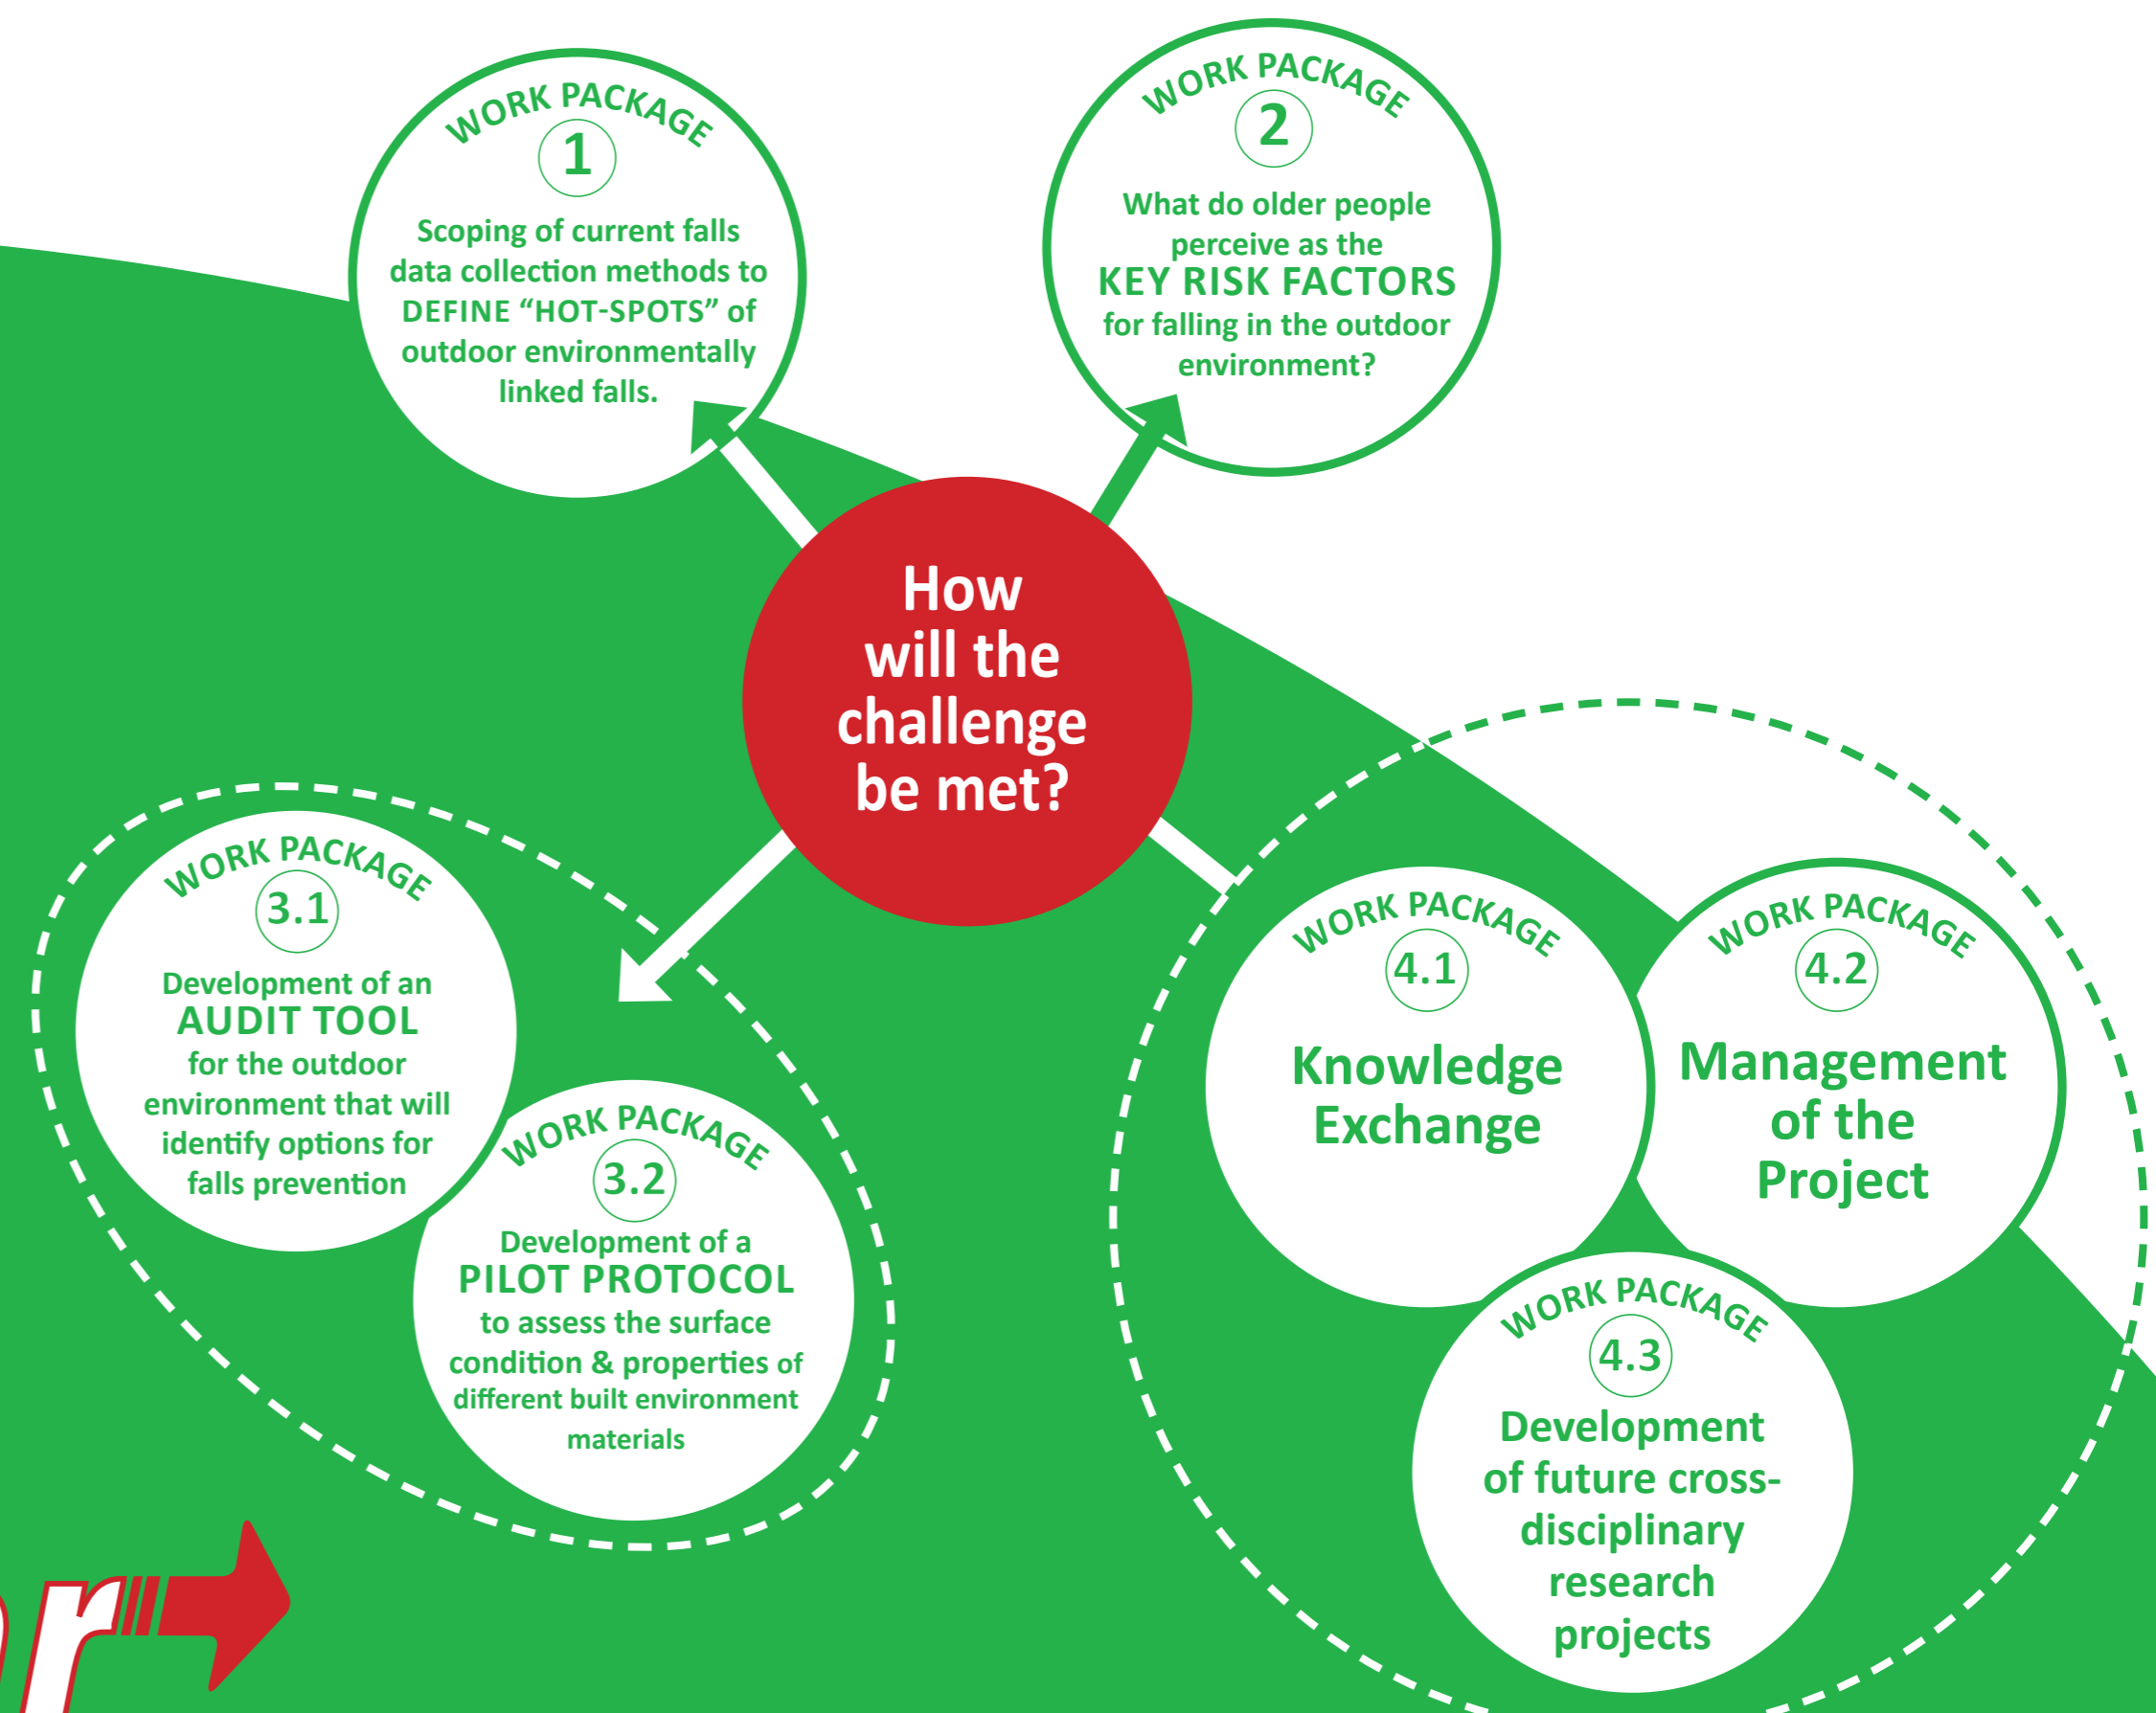 WORK PACKAGE
1
Scoping of current falls
data collection methods to
DEFINE “HOT-SPOTS” of
outdoor environmentally
linked falls.
WORK PACKAGE
2
What do older people
perceive as the
KEY RISK FACTORS
for falling in the outdoor
environment?
How
will the
challenge
be met?
WORK PACKAGE
3.1
Development of an
AUDIT TOOL
for the outdoor
environment that will
identify options for
falls prevention
WORK PACKAGE
3.2
Development of a
PILOT PROTOCOL
to assess the surface
condition & properties of
different built environment
materials
WORK PACKAGE
4.1
Knowledge
Exchange
WORK PACKAGE
4.2
Management
of the
Project
WORK PACKAGE
4.3
Development
of future cross-
disciplinary
research
projects
r